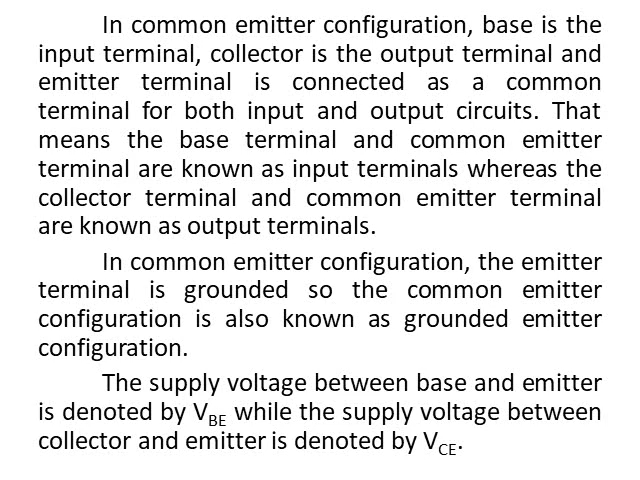 In common emitter configuration, base is the
input terminal, collector is the output terminal and
emitter terminal is connected as a common
terminal for both input and output circuits. That
means the base terminal and common emitter
terminal are known as input terminals whereas the
collector terminal and common emitter terminal
are known as output terminals.
In common emitter configuration, the emitter
terminal is grounded so the common emitter
configuration is also known as grounded emitter
configuration.
The supply voltage between base and emitter
is denoted by V_BE while the supply voltage between
collector and emitter is denoted by V_CE.